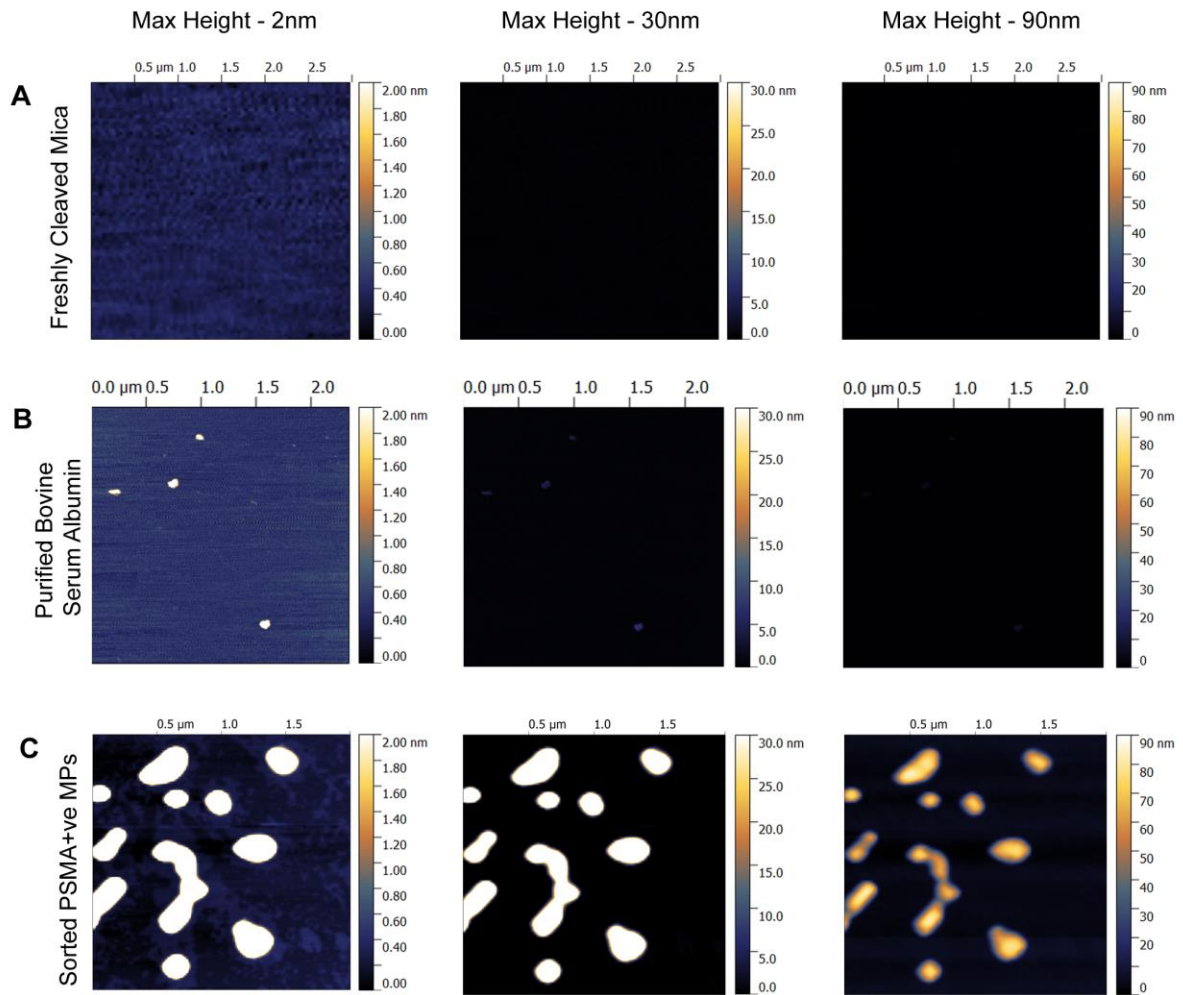 Max Height - 2nm
Max Height - 30nm
Max Height - 90nm
A
Freshly Cleaved Mica
0.5 µm 1.0 1.5 2.0 2.5
2.00 nm
1.80
1.60
1.40
1.20
1.00
0.80
0.60
0.40
0.00
0.5 µm 1.0 1.5 2.0 2.5
30.0 nm
25.0
20.0
15.0
10.0
5.0
0.0
0.5 µm 1.0 1.5 2.0 2.5
90 nm
80
70
60
50
40
30
20
10
0
B
Purified Bovine
Serum Albumin
0.0 µm 0.5 1.0 1.5 2.0
2.00 nm
1.80
1.60
1.40
1.20
1.00
0.80
0.60
0.40
0.00
0.0 µm 0.5 1.0 1.5 2.0
30.0 nm
25.0
20.0
15.0
10.0
5.0
0.0
0.0 µm 0.5 1.0 1.5 2.0
90 nm
80
70
60
50
40
30
20
10
0
C
Sorted PSMA+ve MPs
0.5 µm 1.0 1.5
2.00 nm
1.80
1.60
1.40
1.20
1.00
0.80
0.60
0.40
0.00
0.5 µm 1.0 1.5
30.0 nm
25.0
20.0
15.0
10.0
5.0
0.0
0.5 µm 1.0 1.5
90 nm
80
70
60
50
40
30
20
10
0